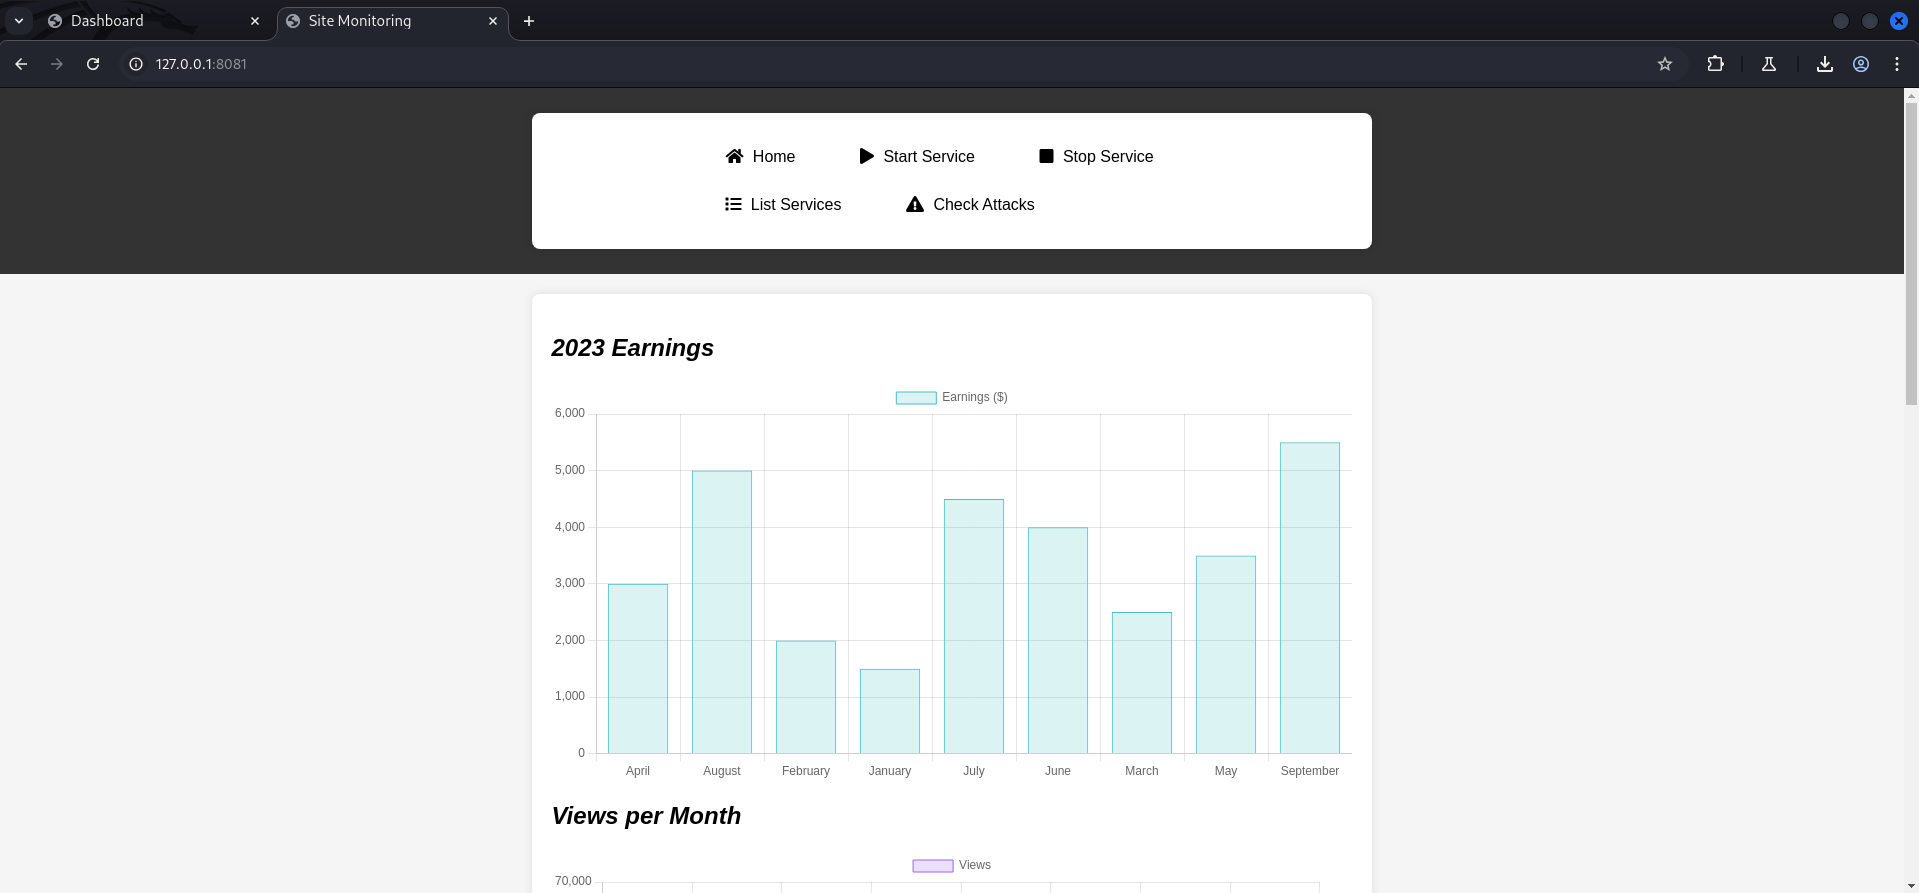 Dashboard Site Monitoring
127.0.0.1:8081
Home Start Service Stop Service
List Services Check Attacks
2023 Earnings
Earnings ($)
6,000
5,000
4,000
3,000
2,000
1,000
0
April August February January July June March May September
Views per Month
Views
70,000